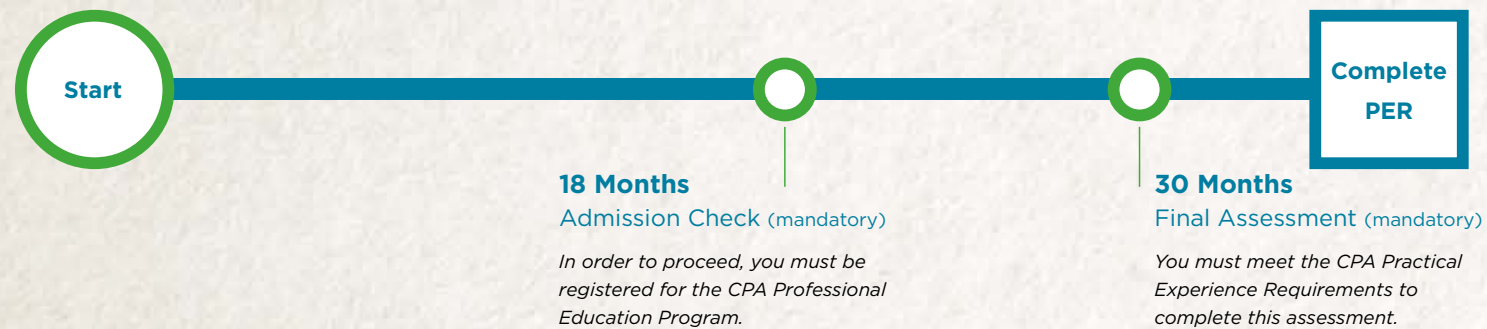 Start
Complete
PER
18 Months
Admission Check (mandatory)
In order to proceed, you must be
registered for the CPA Professional
Education Program.
30 Months
Final Assessment (mandatory)
You must meet the CPA Practical
Experience Requirements to
complete this assessment.